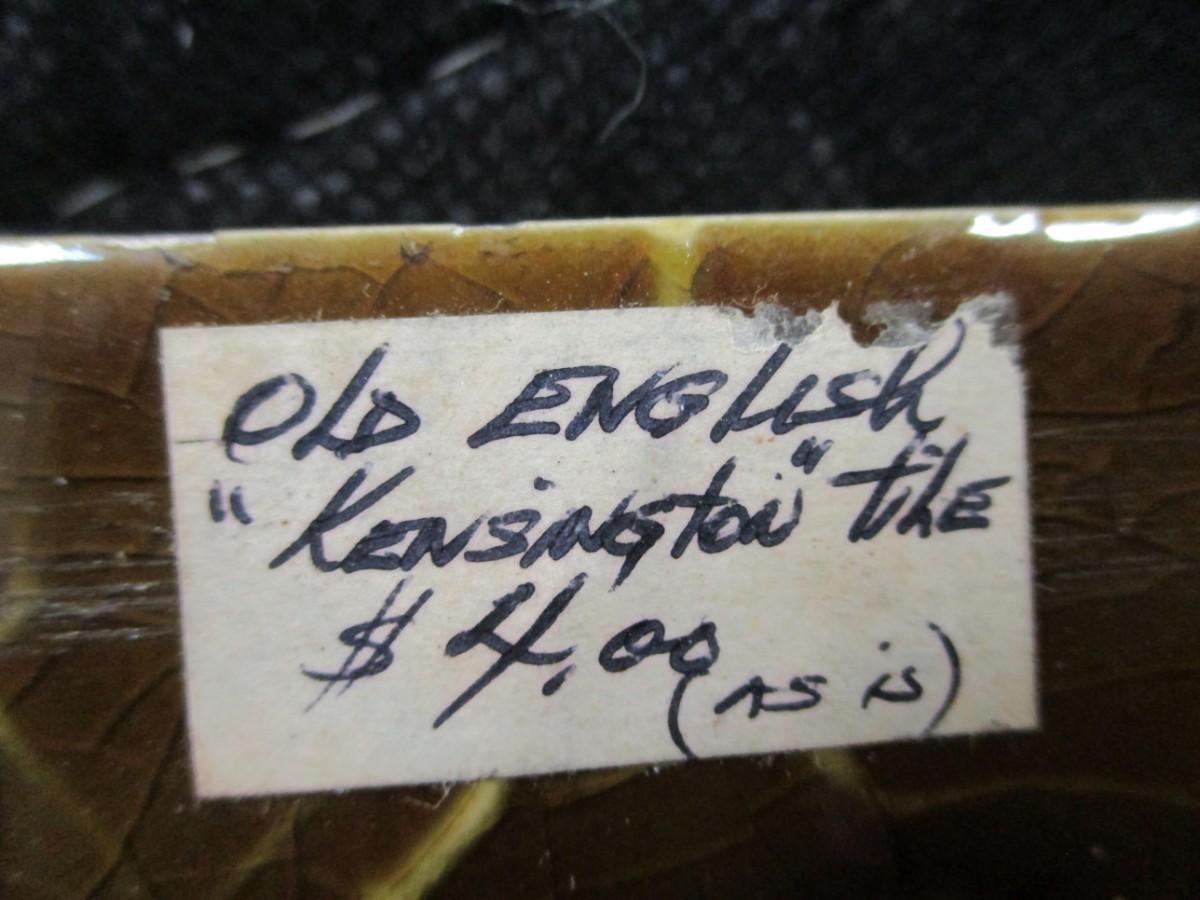 OLD ENGLISH
"KENSINGTON" TILE
$4.00
(AS is)